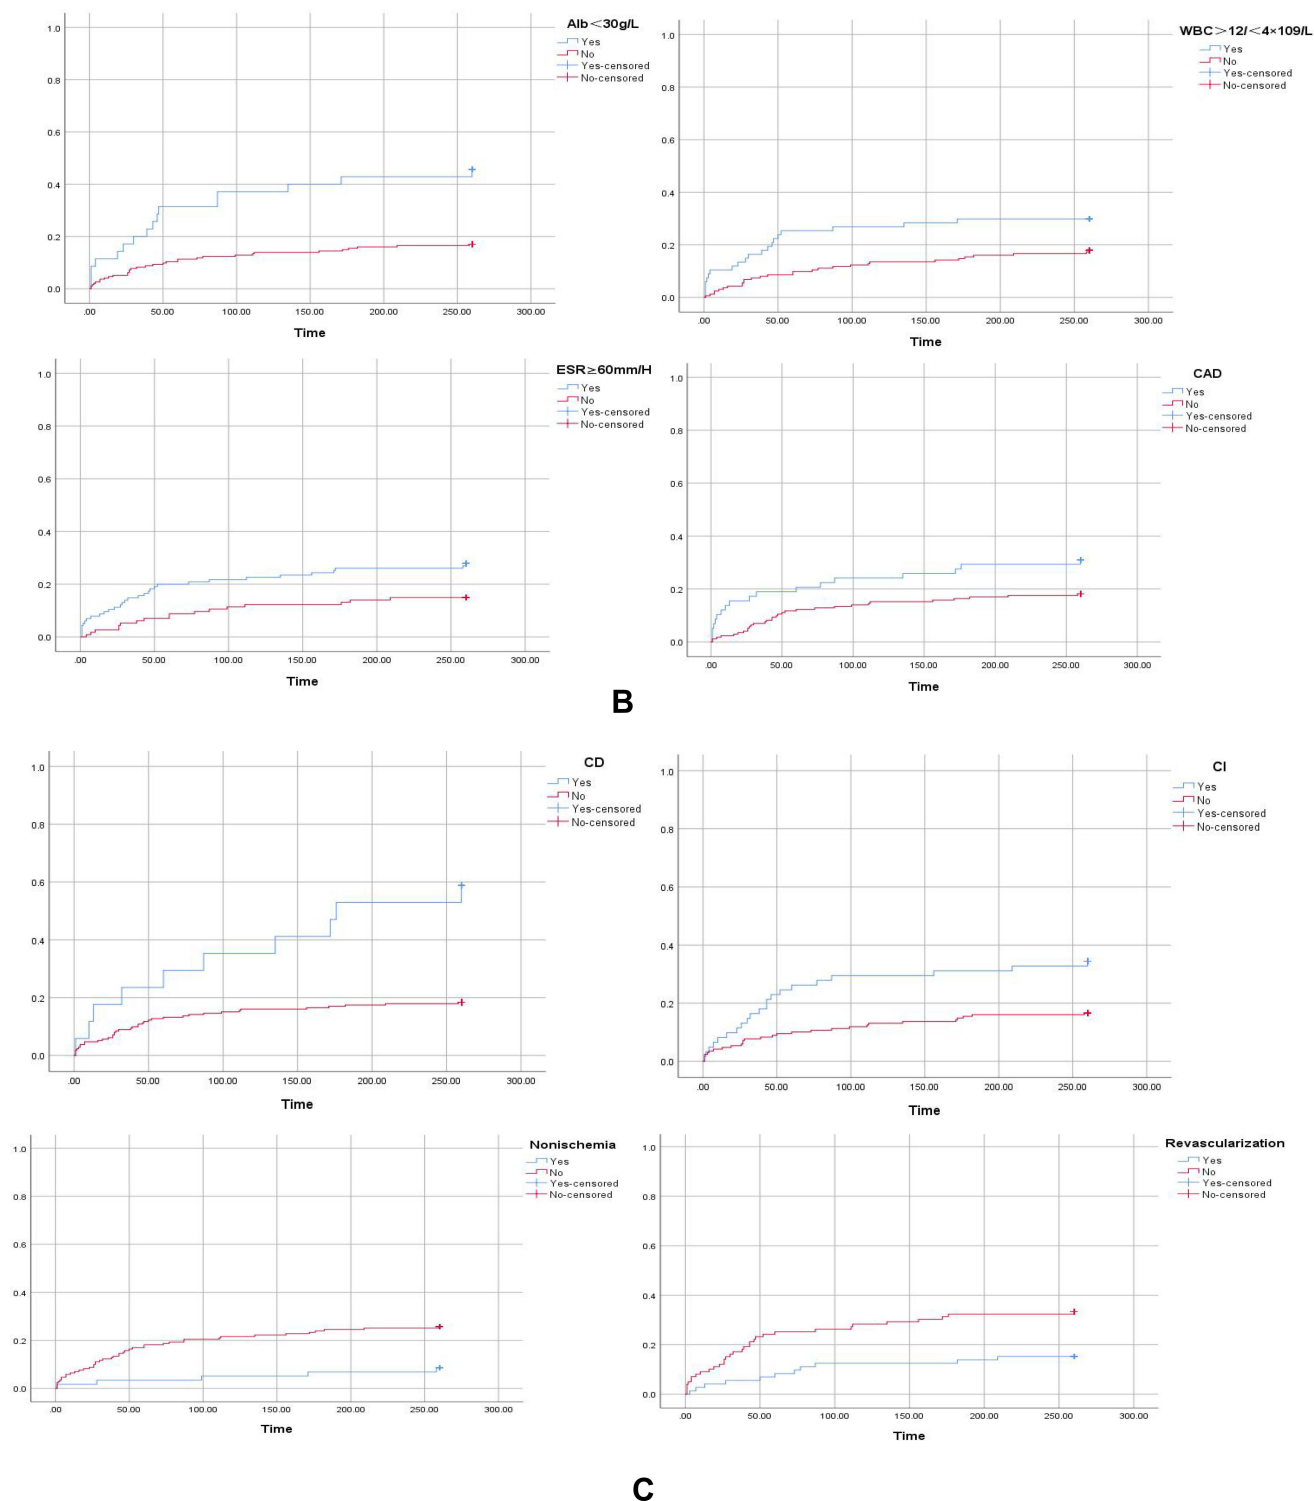 Alb<30g/L
Yes
No
Yes-censored
No-censored
1.0
0.8
0.6
0.4
0.2
0.0
.00 50.00 100.00 150.00 200.00 250.00 300.00
Time
WBC>12/<4×109/L
Yes
No
Yes-censored
No-censored
1.0
0.8
0.6
0.4
0.2
0.0
.00 50.00 100.00 150.00 200.00 250.00 300.00
Time
ESR≥60mm/H
Yes
No
Yes-censored
No-censored
1.0
0.8
0.6
0.4
0.2
0.0
.00 50.00 100.00 150.00 200.00 250.00 300.00
Time
CAD
Yes
No
Yes-censored
No-censored
1.0
0.8
0.6
0.4
0.2
0.0
.00 50.00 100.00 150.00 200.00 250.00 300.00
Time
B
CD
Yes
No
Yes-censored
No-censored
1.0
0.8
0.6
0.4
0.2
0.0
.00 50.00 100.00 150.00 200.00 250.00 300.00
Time
CI
Yes
No
Yes-censored
No-censored
1.0
0.8
0.6
0.4
0.2
0.0
.00 50.00 100.00 150.00 200.00 250.00 300.00
Time
Nonischemia
Yes
No
Yes-censored
No-censored
1.0
0.8
0.6
0.4
0.2
0.0
.00 50.00 100.00 150.00 200.00 250.00 300.00
Time
Revascularization
Yes
No
Yes-censored
No-censored
1.0
0.8
0.6
0.4
0.2
0.0
.00 50.00 100.00 150.00 200.00 250.00 300.00
Time
C